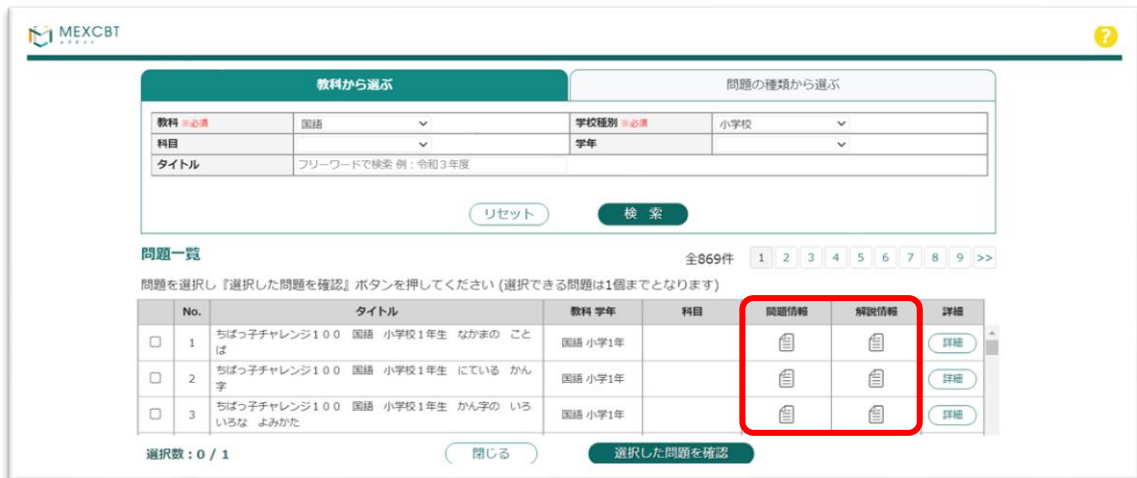 MEXCBT
メクビット
?
教科から選ぶ 問題の種類から選ぶ
教科 ※必須 国語 学校種別 ※必須 小学校
科目 学年
タイトル フリーワードで検索 例：令和3年度
リセット 検 索
問題一覧 全869件 1 2 3 4 5 6 7 8 9 >>
問題を選択し『選択した問題を確認』ボタンを押してください (選択できる問題は1個までとなります)
No. タイトル 教科 学年 科目 問題情報 解説情報 詳細
1 ちばっ子チャレンジ１００ 国語 小学校1年生 なかまの こと
ば 国語 小学1年 詳細
2 ちばっ子チャレンジ１００ 国語 小学校1年生 にている かん
字 国語 小学1年 詳細
3 ちばっ子チャレンジ１００ 国語 小学校1年生 かん字の いろ
いろな よみかた 国語 小学1年 詳細
選択数：0 / 1 閉じる 選択した問題を確認